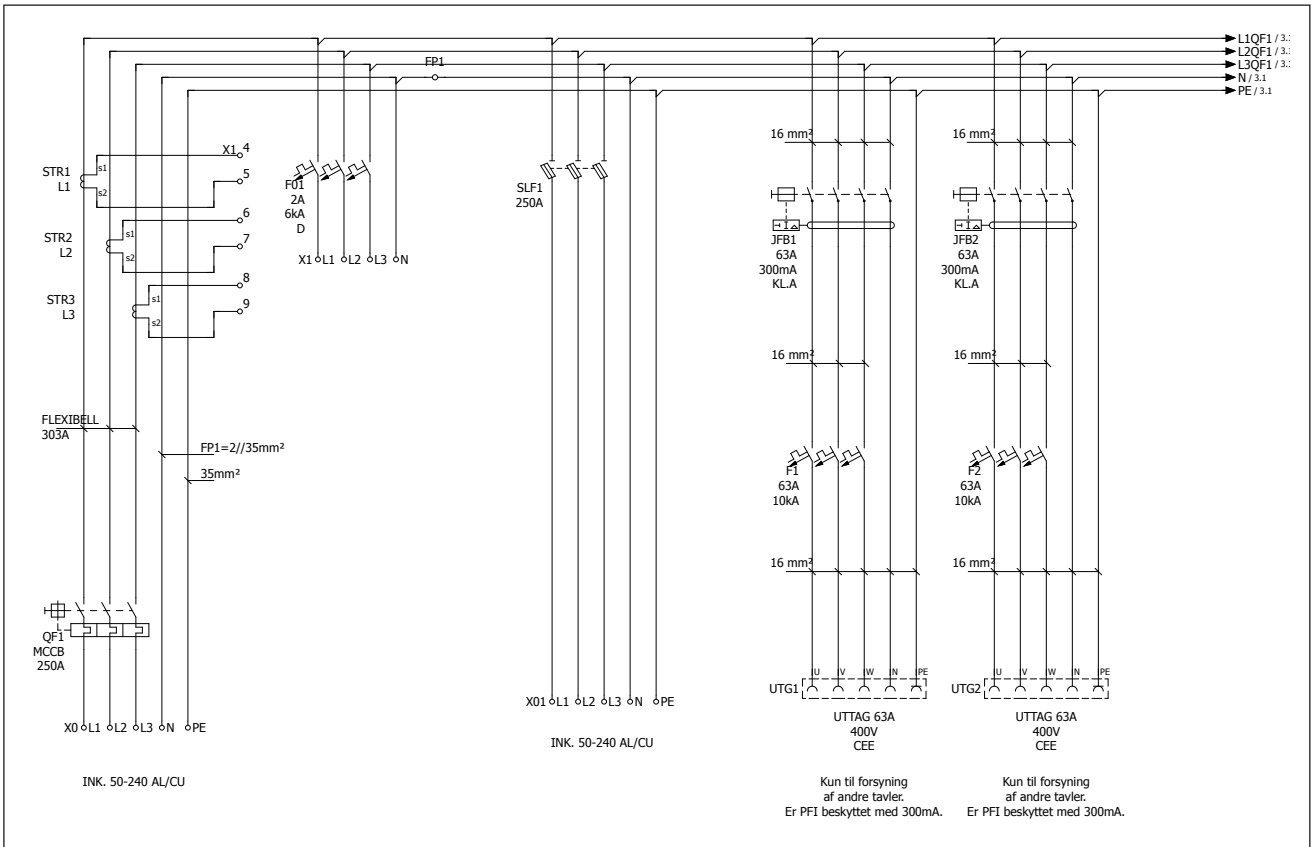 L1QF1 / 3.1
L2QF1 / 3.1
L3QF1 / 3.1
N / 3.1
PE / 3.1
FP1
16 mm²
16 mm²
X1 4
STR1
L1
s1
s2
5
6
STR2
L2
s1
s2
7
8
STR3
L3
s1
s2
9
F01
2A
6kA
D
X1 L1 L2 L3 N
SLF1
250A
JFB1
63A
300mA
KL.A
JFB2
63A
300mA
KL.A
16 mm²
16 mm²
FLEXIBELL
303A
FP1=2//35mm²
35mm²
F1
63A
10kA
F2
63A
10kA
16 mm²
16 mm²
QF1
MCCB
250A
X0 L1 L2 L3 N PE
INK. 50-240 AL/CU
X01 L1 L2 L3 N PE
INK. 50-240 AL/CU
U V W N PE
UTG1
UTTAG 63A
400V
CEE
Kun til forsyning
af andre tavler.
Er PFI beskyttet med 300mA.
U V W N PE
UTG2
UTTAG 63A
400V
CEE
Kun til forsyning
af andre tavler.
Er PFI beskyttet med 300mA.